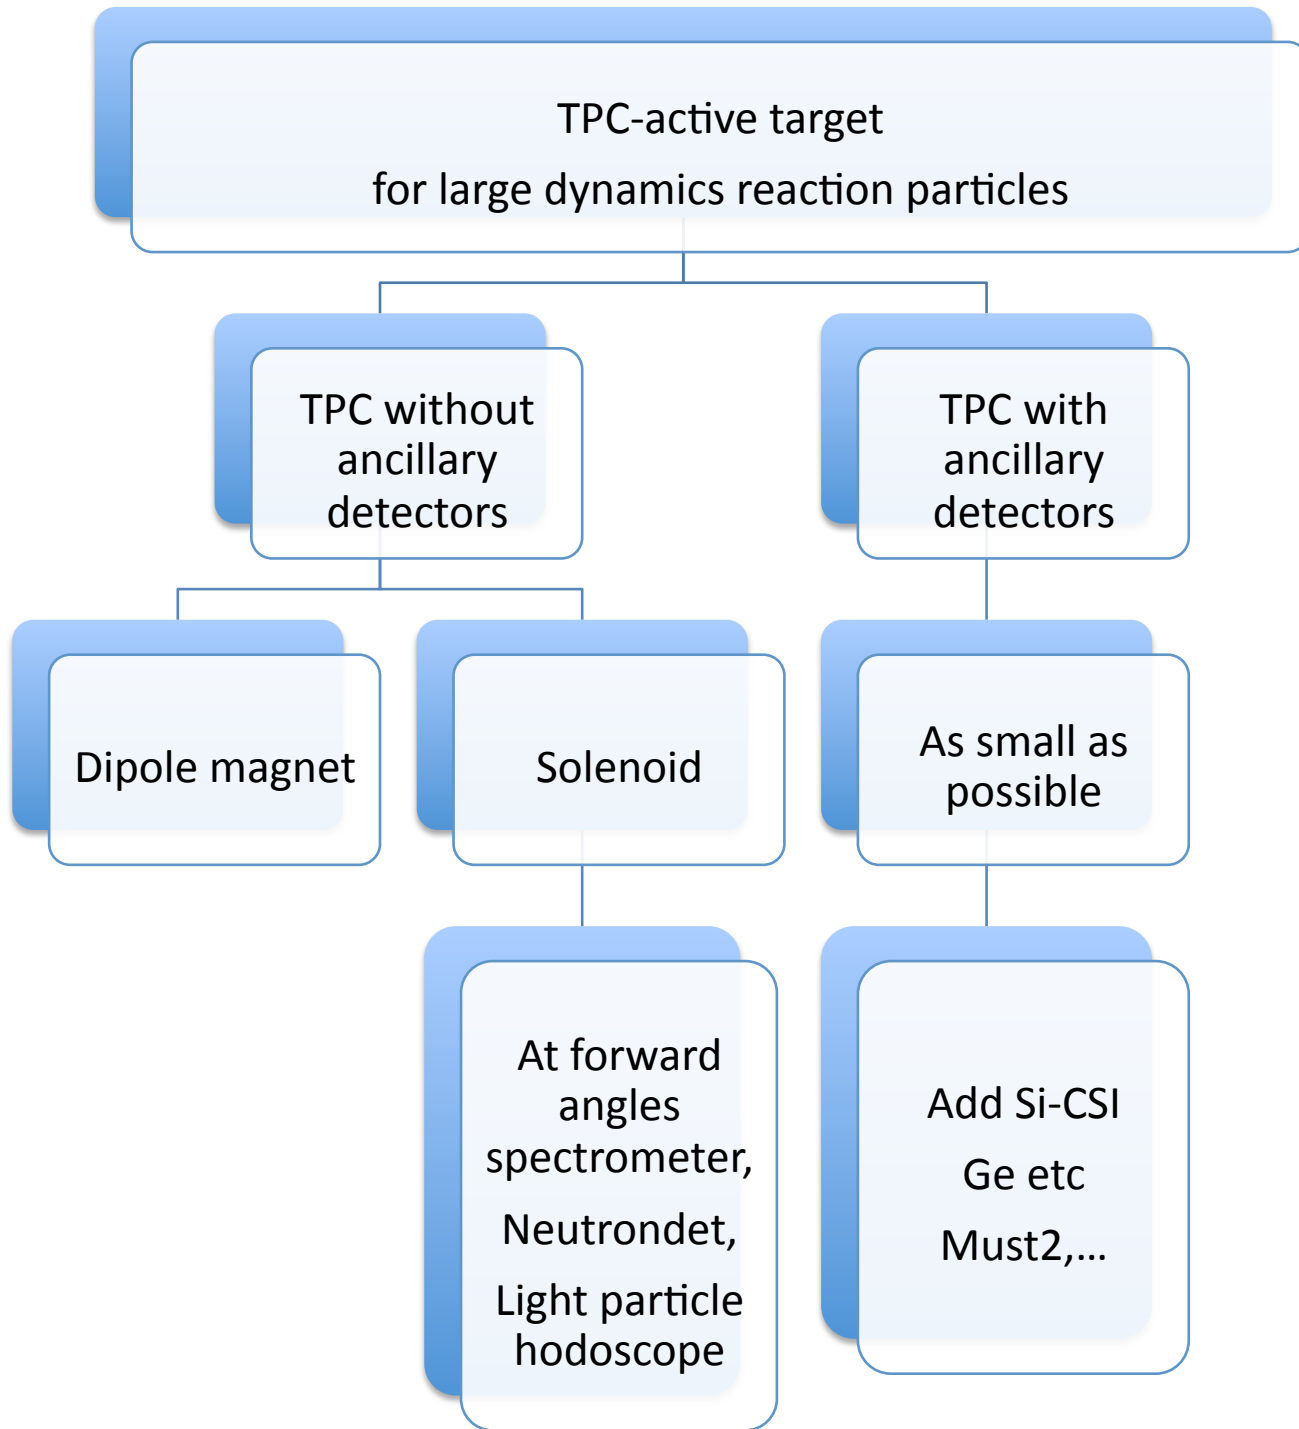 TPC-active target
for large dynamics reaction particles
TPC without
ancillary
detectors
TPC with
ancillary
detectors
Dipole magnet
Solenoid
As small as
possible
At forward
angles
spectrometer,
Neutrondet,
Light particle
hodoscope
Add Si-CSI
Ge etc
Must2,...